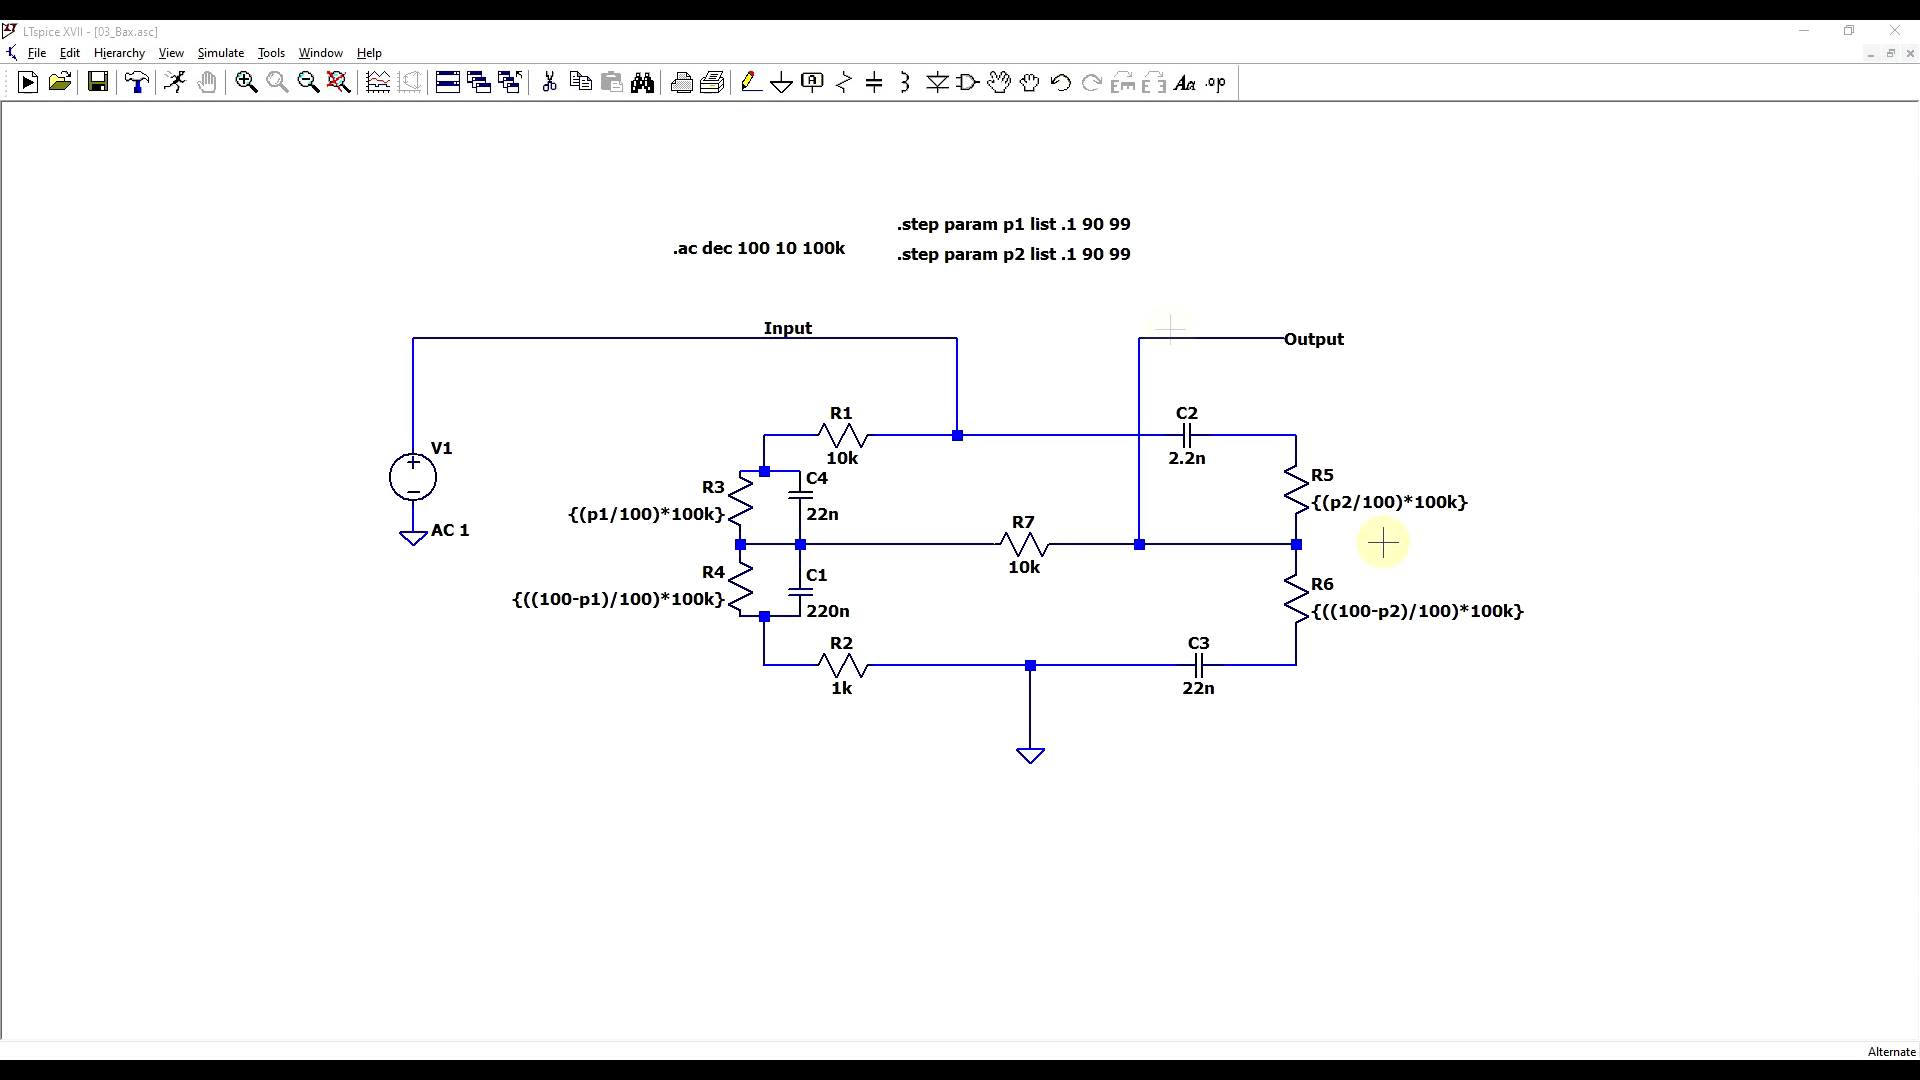 LTspice XVII - [03_Bax.asc]
File Edit Hierarchy View Simulate Tools Window Help
A
Aa .op
.step param p1 list .1 90 99
.ac dec 100 10 100k
.step param p2 list .1 90 99
Input
Output
R1
C2
V1
10k
2.2n
R3
C4
R5
{(p1/100)*100k}
22n
{(p2/100)*100k}
R7
AC 1
10k
R4
C1
R6
{((100-p1)/100)*100k}
220n
{((100-p2)/100)*100k}
R2
C3
1k
22n
Alternate